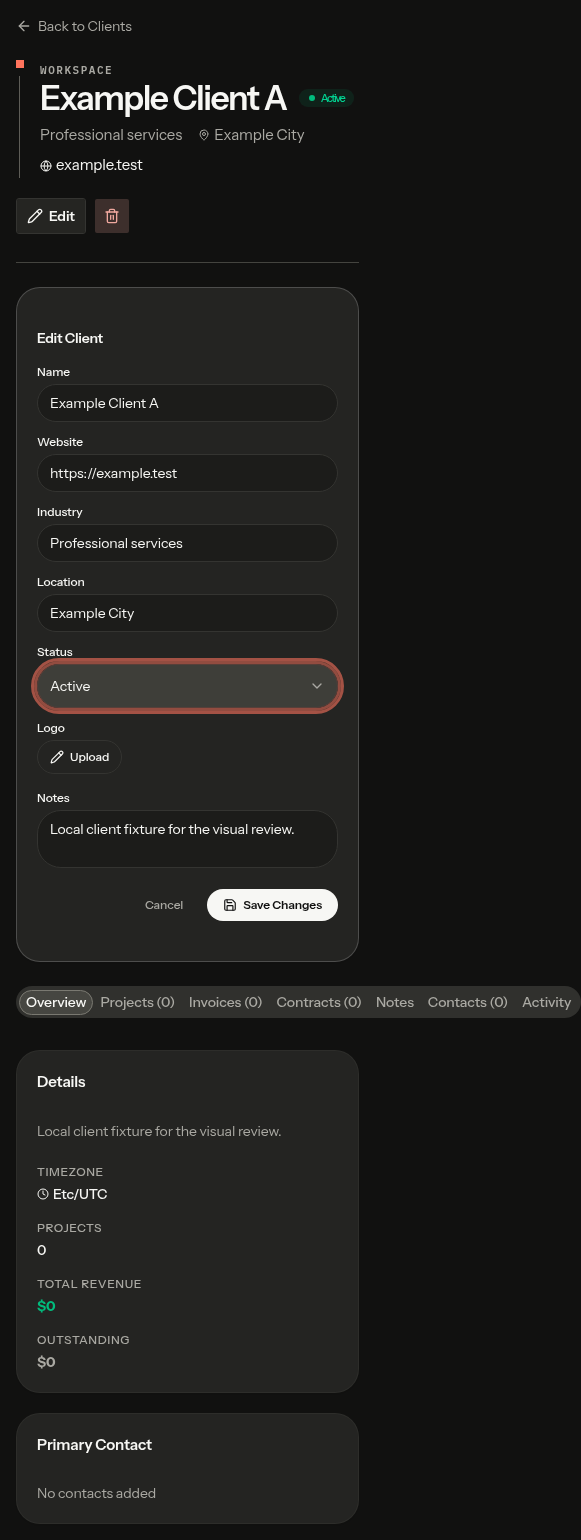 Back to Clients
WORKSPACE
Example Client A Active
Professional services Example City
example.test
Edit
Edit Client
Name
Example Client A
Website
https://example.test
Industry
Professional services
Location
Example City
Status
Active
Logo
Upload
Notes
Local client fixture for the visual review.
Cancel Save Changes
Overview Projects (0) Invoices (0) Contracts (0) Notes Contacts (0) Activity
Details
Local client fixture for the visual review.
TIMEZONE
Etc/UTC
PROJECTS
0
TOTAL REVENUE
$0
OUTSTANDING
$0
Primary Contact
No contacts added